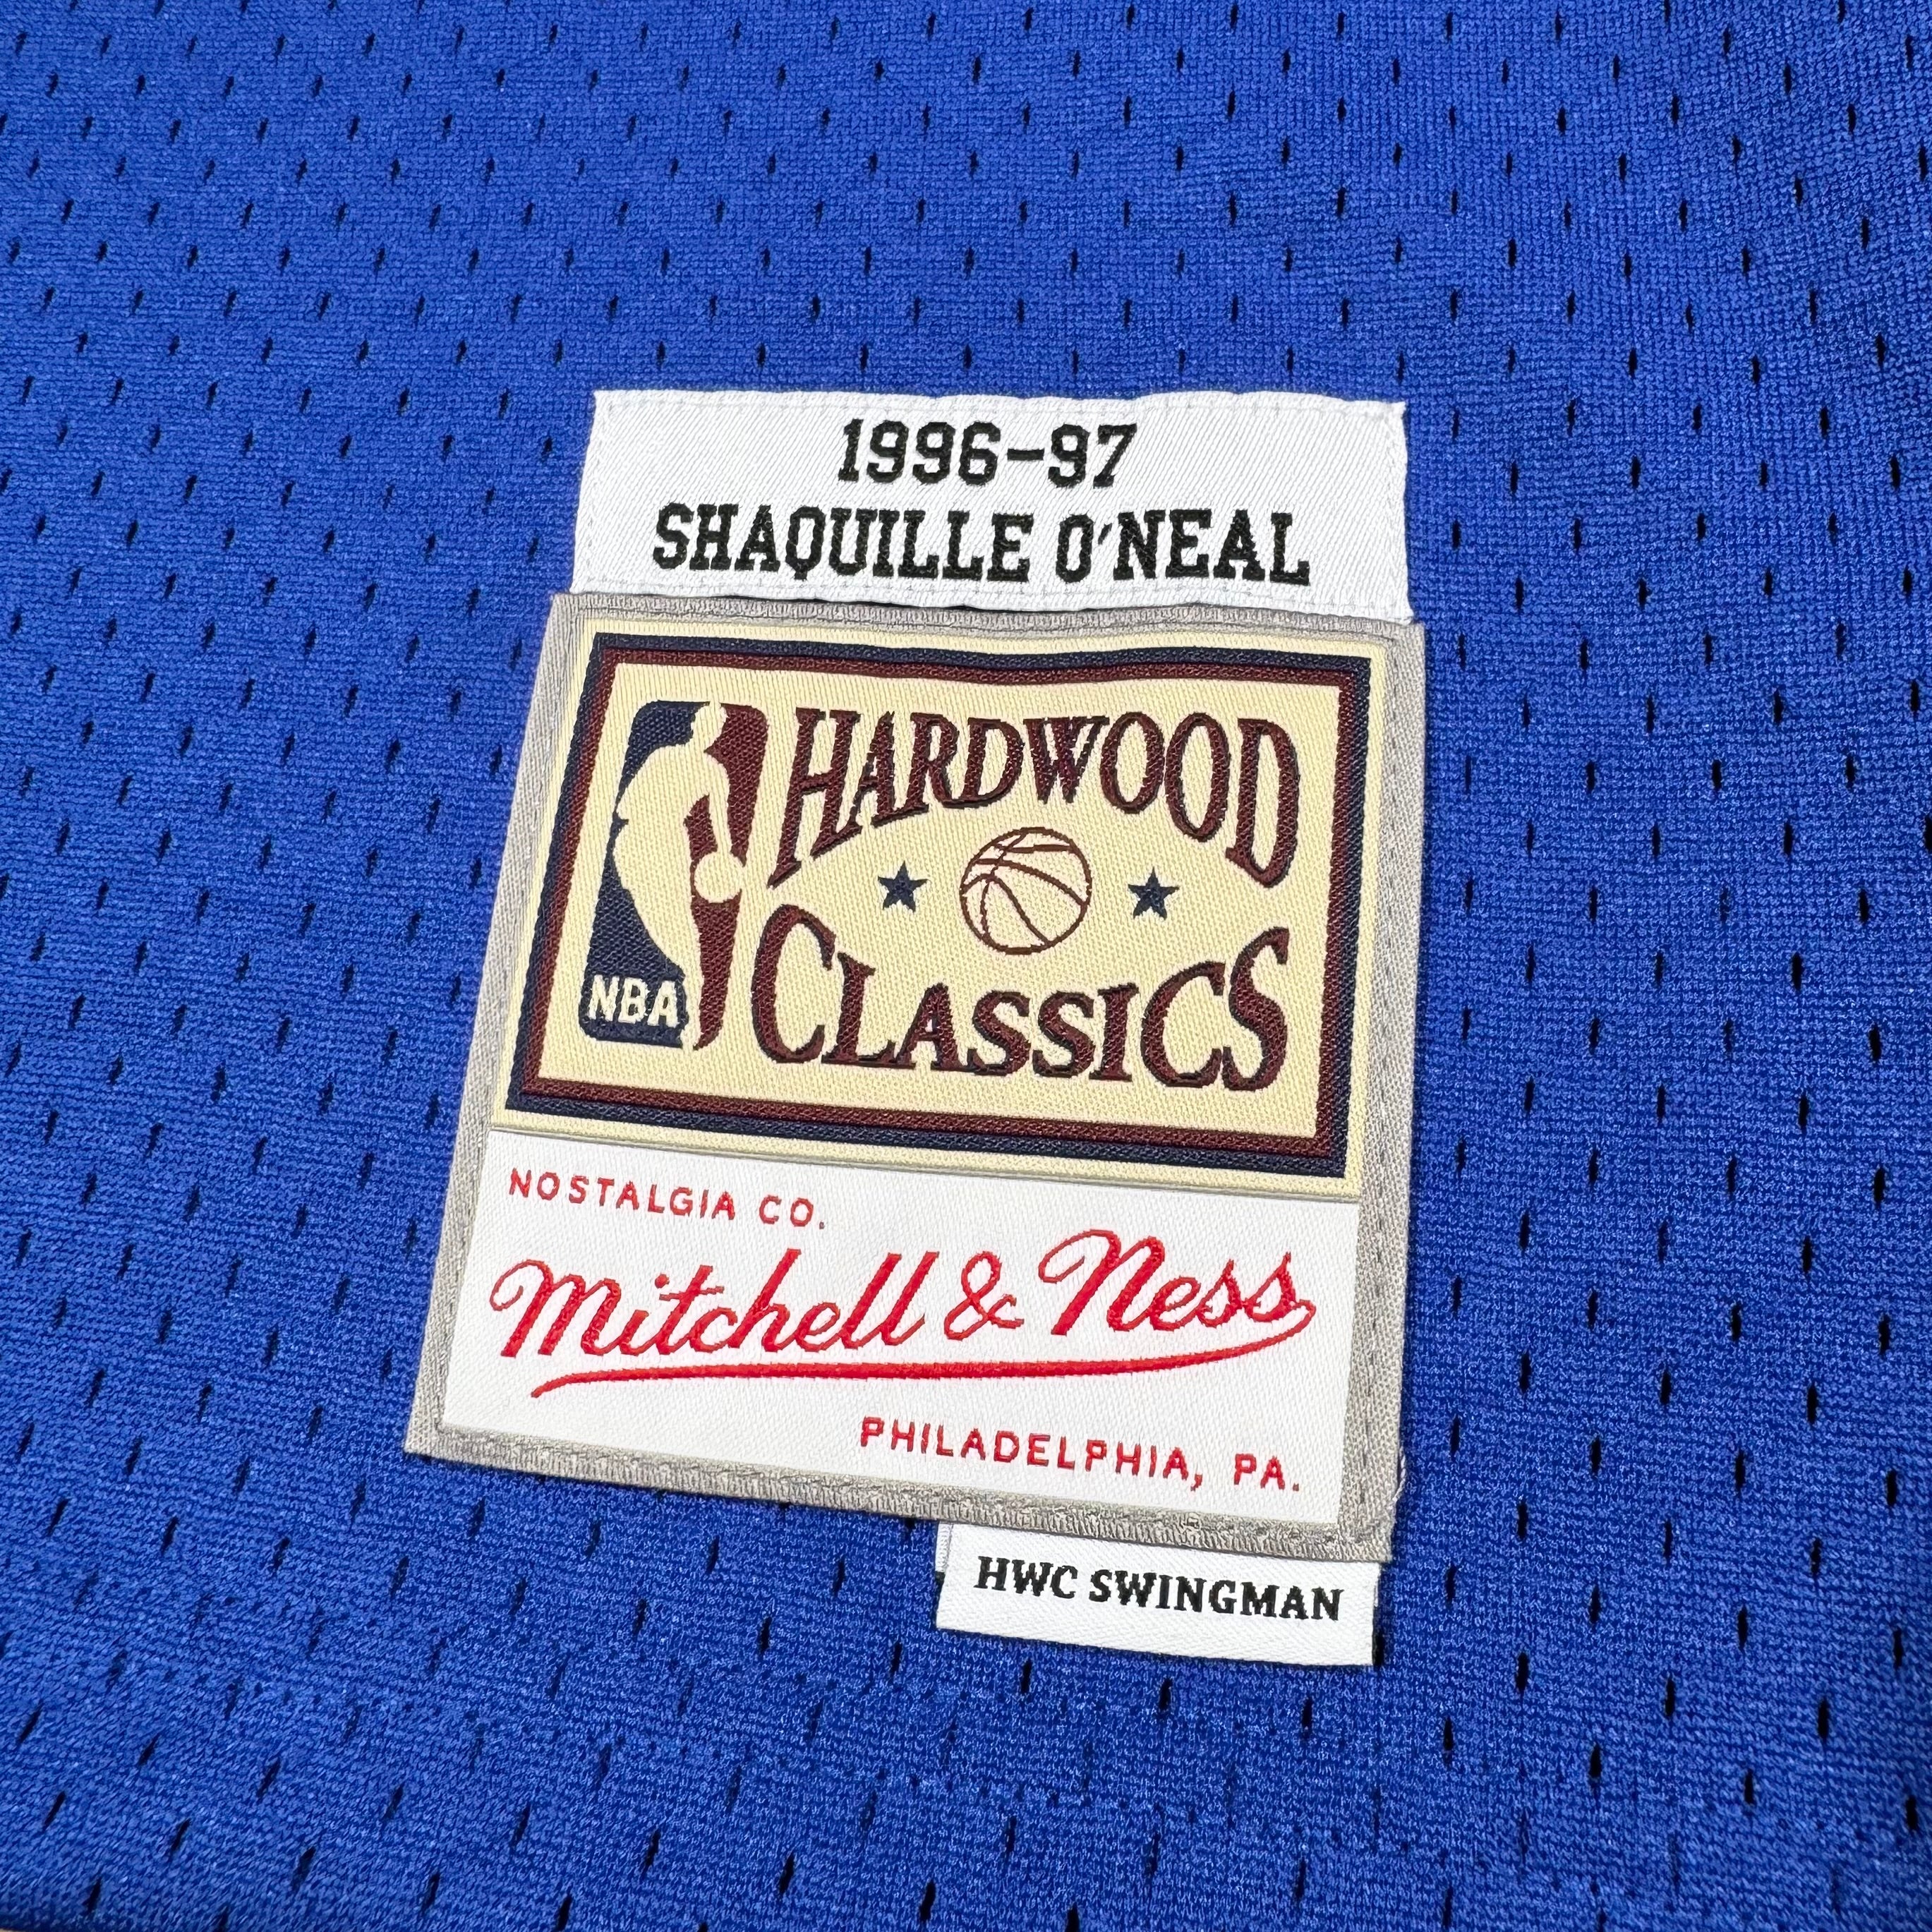 1996-97
SHAQUILLE O'NEAL
HARDWOOD
CLASSICS
NBA
NOSTALGIA CO.
Mitchell & Ness
PHILADELPHIA, PA.
HWC SWINGMAN